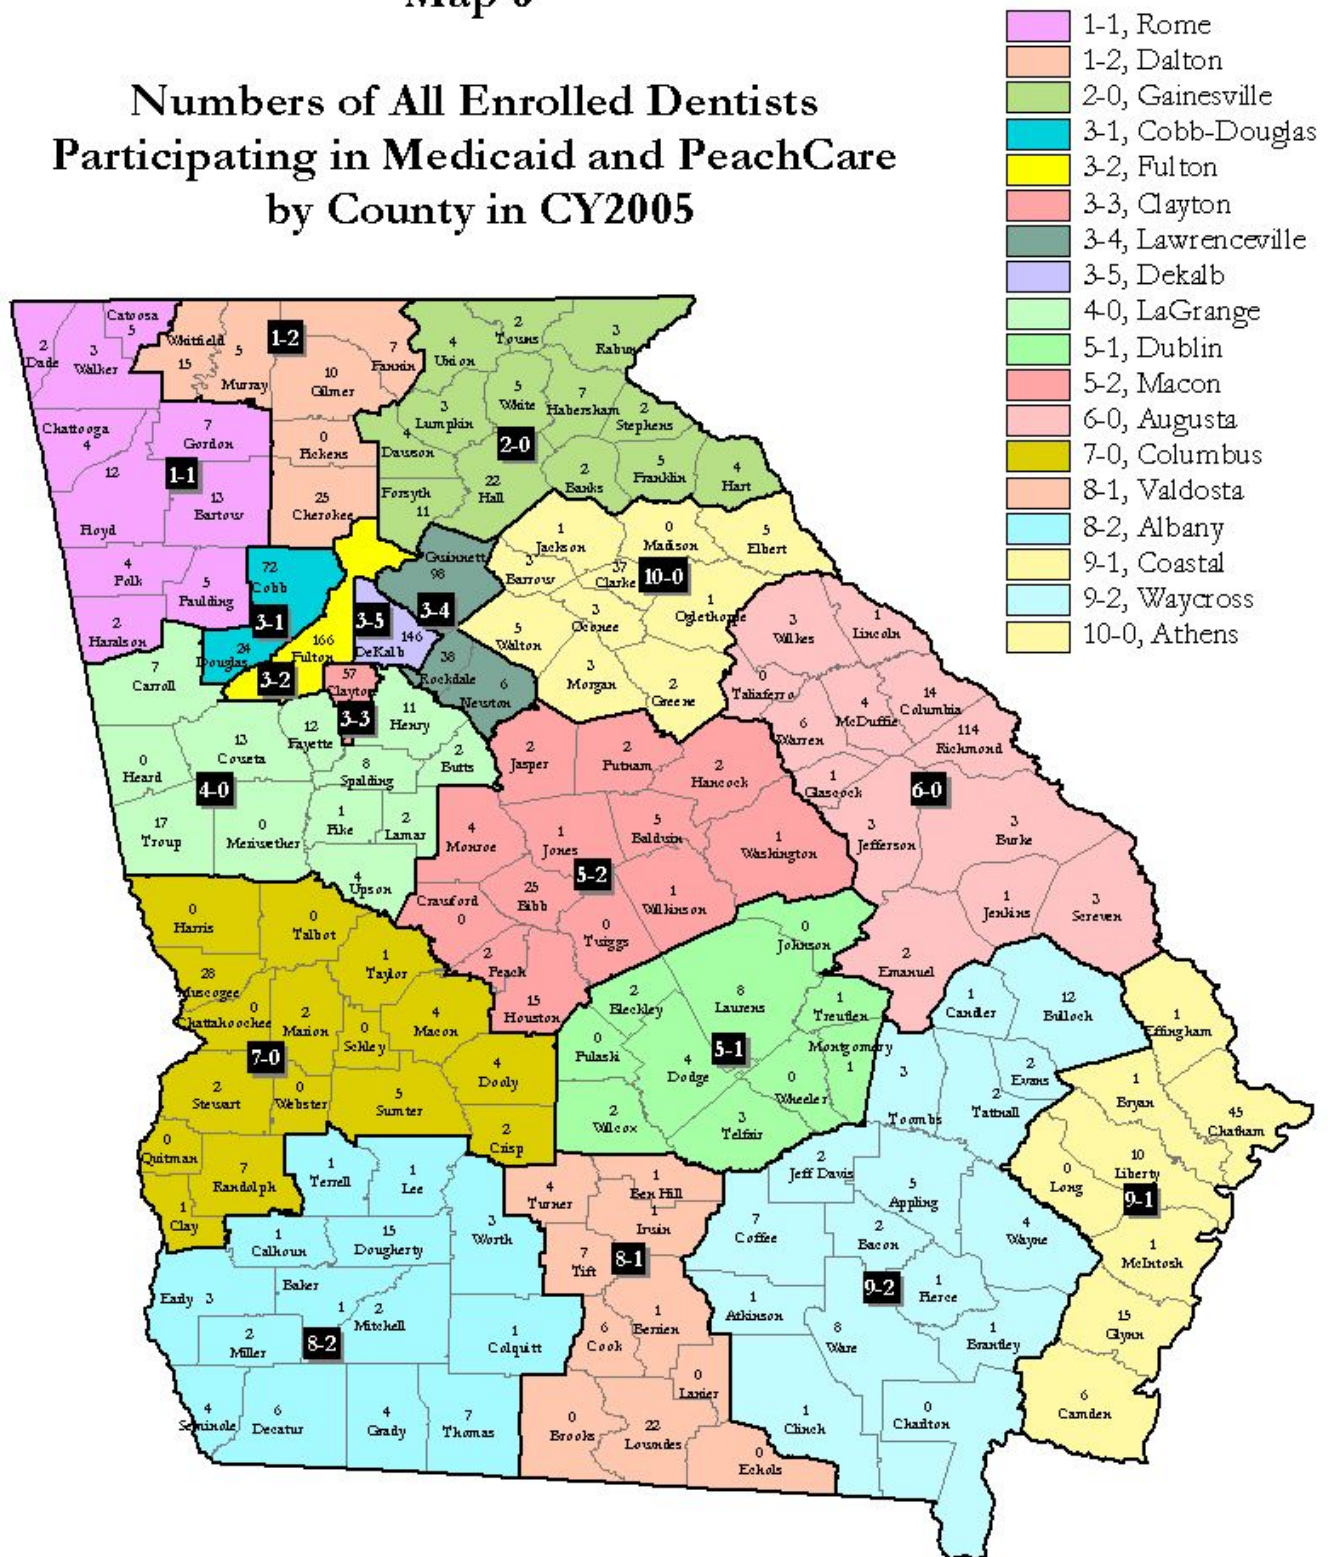 Numbers of All Enrolled Dentists
Participating in Medicaid and PeachCare
by County in CY2005
1-1, Rome
1-2, Dalton
2-0, Gainesville
3-1, Cobb-Douglas
3-2, Fulton
3-3, Clayton
3-4, Lawrenceville
3-5, Dekalb
4-0, LaGrange
5-1, Dublin
5-2, Macon
6-0, Augusta
7-0, Columbus
8-1, Valdosta
8-2, Albany
9-1, Coastal
9-2, Waycross
10-0, Athens
Catoosa
5
2
Dade
3
Walker
Chattooga
4
7
Gordon
1-1
12
Floyd
13
Bartow
4
Polk
5
Paulding
2
Haralson
Whitfield
15
5
Murray
1-2
10
Gilmer
7
Fannin
0
Pickens
25
Cherokee
4
Union
2
Towns
3
Rabun
5
White
7
Habersham
2
Stephens
3
Lumpkin
4
Dawson
2-0
22
Hall
2
Banks
5
Franklin
4
Hart
Forsyth
11
72
Cobb
3-1
24
Douglas
166
Fulton
3-2
57
Clayton
3-3
Gwinnett
98
3-4
38
Rockdale
6
Newton
3-5
146
DeKalb
1
Jackson
0
Madison
5
Elbert
3
Barrow
37
Clarke
10-0
1
Oglethorpe
3
Oconee
5
Walton
3
Morgan
2
Greene
7
Carroll
11
Henry
12
Fayette
13
Coweta
0
Heard
4-0
8
Spalding
2
Butts
17
Troup
0
Meriwether
1
Pike
2
Lamar
4
Upson
2
Jasper
2
Putnam
2
Hancock
4
Monroe
1
Jones
5
Baldwin
1
Washington
5-2
Crawford
0
25
Bibb
1
Wilkinson
0
Twiggs
2
Peach
15
Houston
3
Wilkes
1
Lincoln
0
Taliaferro
4
McDuffie
14
Columbia
6
Warren
114
Richmond
1
Glascock
6-0
3
Jefferson
3
Burke
1
Jenkins
3
Screven
2
Emanuel
0
Harris
0
Talbot
1
Taylor
28
Muscogee
0
Chattahoochee
2
Marion
0
Schley
4
Macon
7-0
2
Stewart
0
Webster
5
Sumter
4
Dooly
2
Crisp
0
Quitman
7
Randolph
1
Clay
0
Johnson
2
Bleckley
8
Laurens
1
Treutlen
0
Pulaski
4
Dodge
5-1
Montgomery
1
0
Wheeler
2
Wilcox
3
Telfair
1
Terrell
1
Lee
3
Worth
1
Calhoun
15
Dougherty
Early 3
Baker
1
2
Mitchell
2
Miller
8-2
1
Colquitt
4
Seminole
6
Decatur
4
Grady
7
Thomas
4
Turner
1
Ben Hill
1
Irwin
7
Tift
8-1
6
Cook
1
Berrien
0
Lanier
0
Brooks
22
Lowndes
0
Echols
1
Candler
12
Bulloch
3
Toombs
2
Evans
2
Tattnall
2
Jeff Davis
5
Appling
4
Wayne
7
Coffee
2
Bacon
9-2
1
Pierce
1
Atkinson
8
Ware
1
Brantley
1
Clinch
0
Charlton
1
Effingham
1
Bryan
45
Chatham
10
Liberty
0
Long
9-1
1
McIntosh
15
Glynn
6
Camden